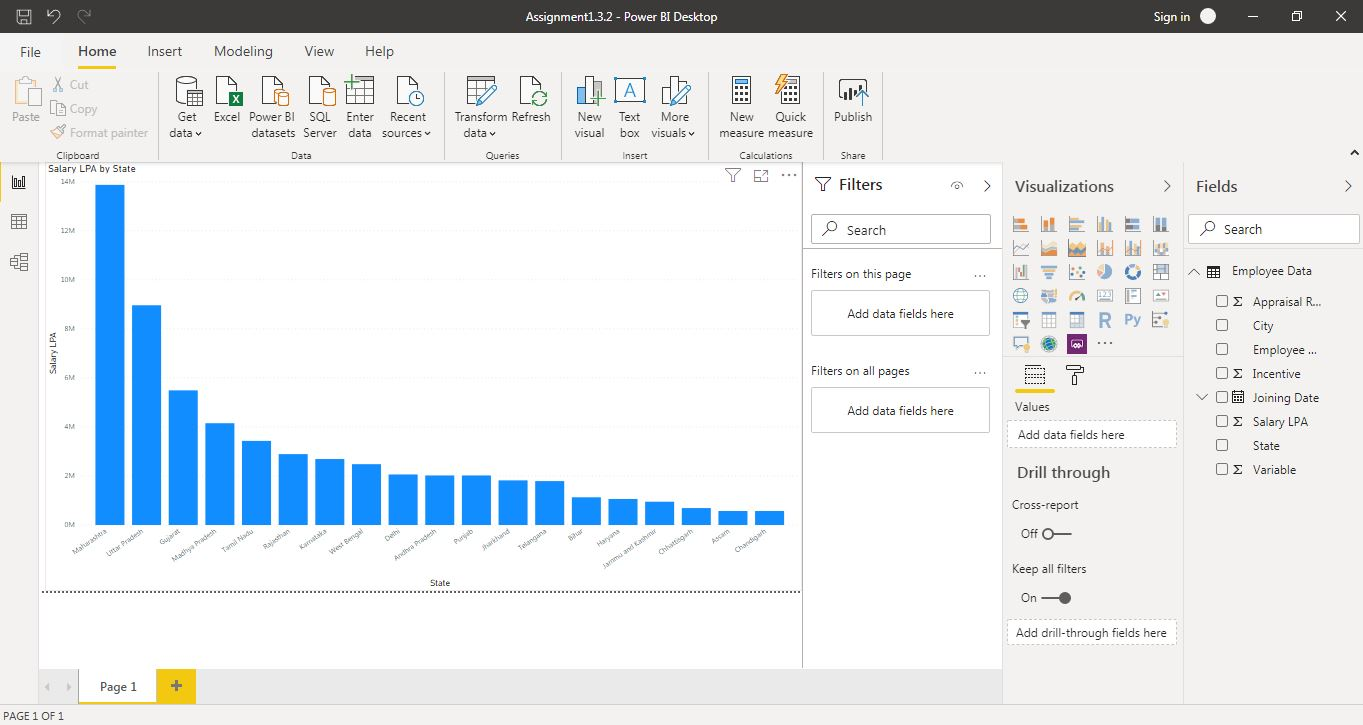 Assignment1.3.2 - Power BI Desktop
Sign in
File
Home
Insert
Modeling
View
Help
Paste
Cut
Copy
Format painter
Clipboard
Get data
Excel
Power BI datasets
SQL Server
Enter data
Recent sources
Data
Transform data
Refresh
Queries
New visual
Text box
More visuals
Insert
New measure
Quick measure
Calculations
Publish
Share
Salary LPA by State
14M
12M
10M
8M
6M
4M
2M
0M
Salary LPA
Maharashtra
Uttar Pradesh
Gujarat
Madhya Pradesh
Tamil Nadu
Rajasthan
Karnataka
West Bengal
Delhi
Andhra Pradesh
Punjab
Jharkhand
Telangana
Bihar
Haryana
Jammu and Kashmir
Chhattisgarh
Assam
Chandigarh
State
Filters
Search
Filters on this page
...
Add data fields here
Filters on all pages
...
Add data fields here
Visualizations
123
R
Py
...
Values
Add data fields here
Drill through
Cross-report
Off
Keep all filters
On
Add drill-through fields here
Fields
Search
Employee Data
Σ Appraisal R...
City
Employee ...
Σ Incentive
Joining Date
Σ Salary LPA
State
Σ Variable
Page 1
PAGE 1 OF 1